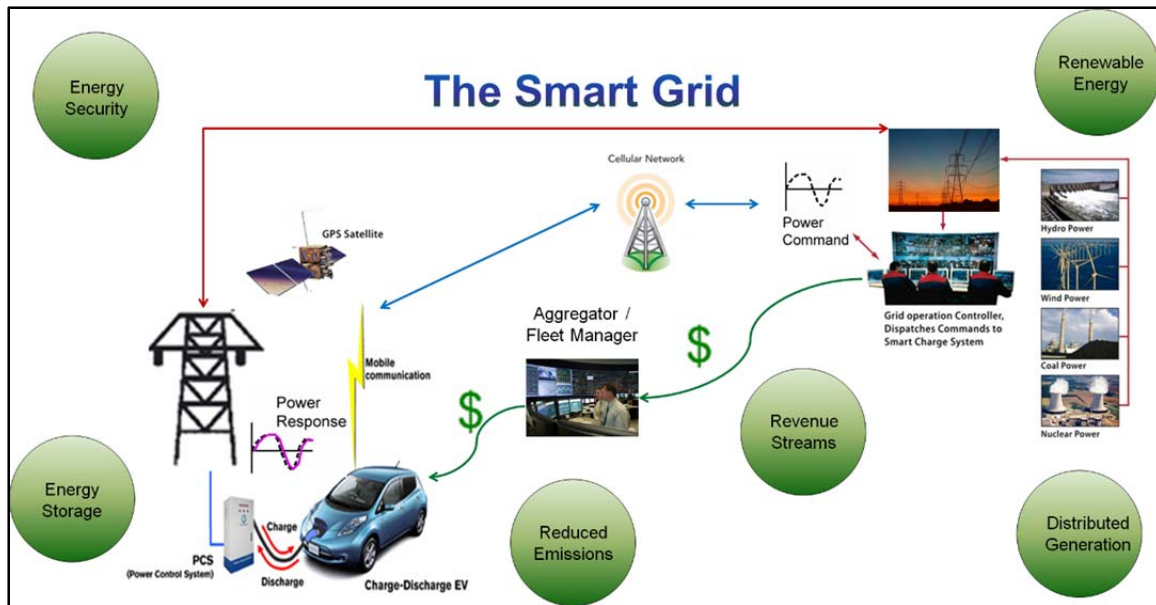 Energy
Security
The Smart Grid
Renewable
Energy
Cellular Network
GPS Satellite
Power
Command
Hydro Power
Wind Power
Coal Power
Nuclear Power
Grid operation Controller,
Dispatches Commands to
Smart Charge System
Aggregator /
Fleet Manager
$
Mobile
communication
$
Power
Response
Revenue
Streams
Energy
Storage
Charge
PCS
(Power Control System)
Discharge
Charge-Discharge EV
Reduced
Emissions
Distributed
Generation